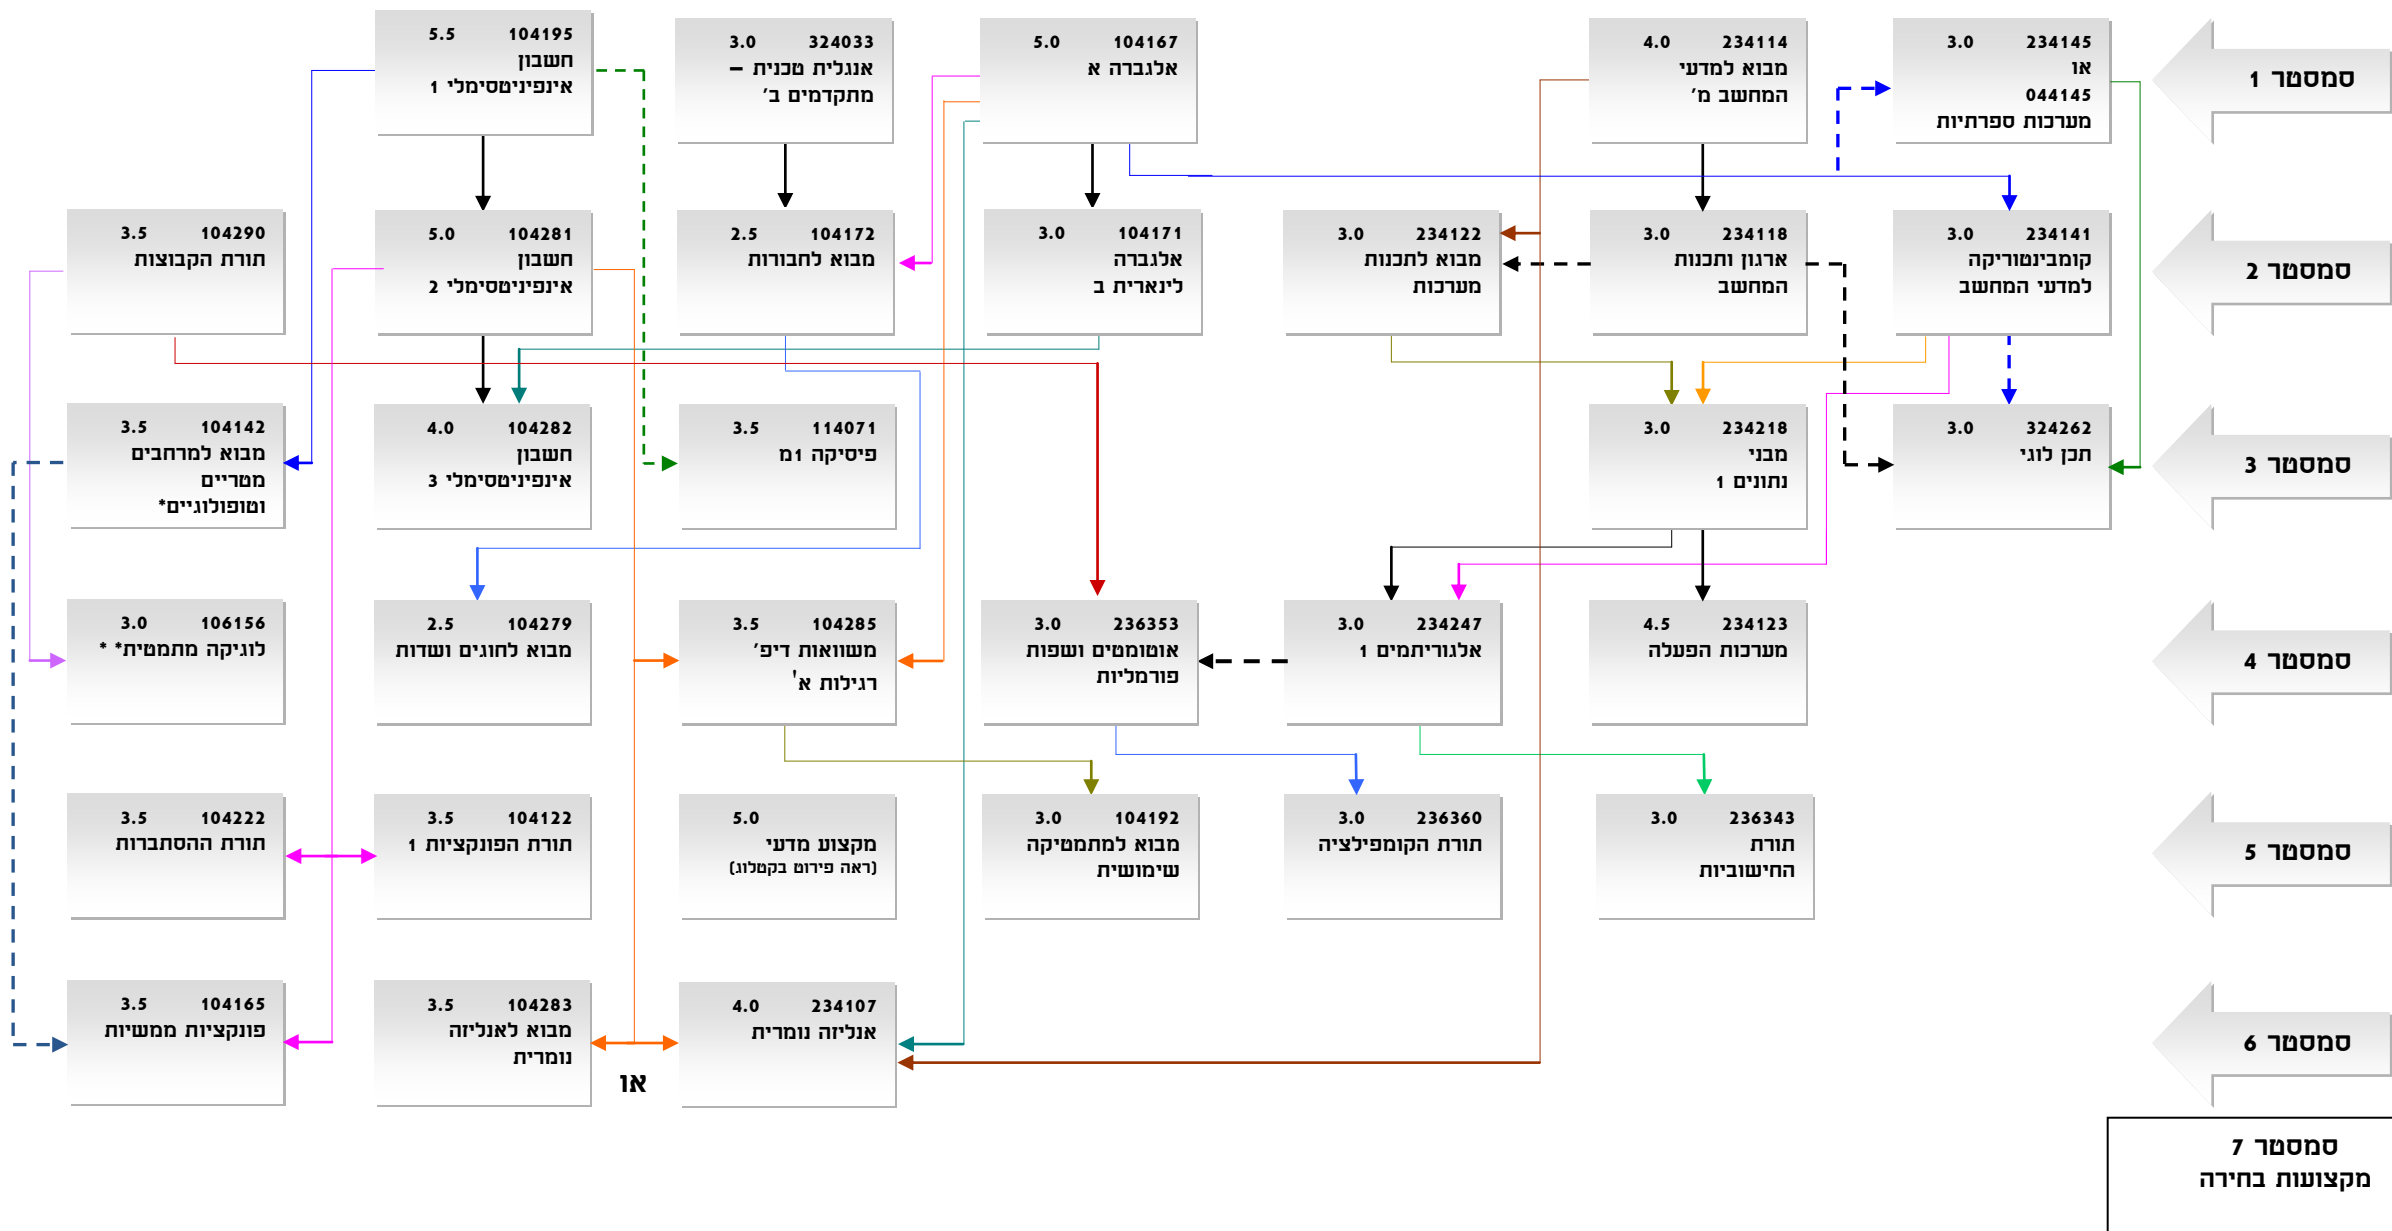 סמסטר 1
234145 3.0
או
044145
מערכות ספרתיות
234114 4.0
מבוא למדעי
המחשב מ'
104167 5.0
אלגברה א
324033 3.0
אנגלית טכנית –
מתקדמים ב'
104195 5.5
חשבון
אינפיניטסימלי 1
סמסטר 2
234141 3.0
קומבינטוריקה
למדעי המחשב
234118 3.0
ארגון ותכנות
המחשב
234122 3.0
מבוא לתכנות
מערכות
104171 3.0
אלגברה
לינארית ב
104172 2.5
מבוא לחבורות
104281 5.0
חשבון
אינפיניטסימלי 2
104290 3.5
תורת הקבוצות
סמסטר 3
324262 3.0
תכן לוגי
234218 3.0
מבני
נתונים 1
114071 3.5
פיסיקה 1מ
104282 4.0
חשבון
אינפיניטסימלי 3
104142 3.5
מבוא למרחבים
מטריים
וטופולוגיים*
סמסטר 4
234123 4.5
מערכות הפעלה
234247 3.0
אלגוריתמים 1
236353 3.0
אוטומטים ושפות
פורמליות
104285 3.5
משוואות דיפ'
רגילות א'
104279 2.5
מבוא לחוגים ושדות
106156 3.0
לוגיקה מתמטית* *
סמסטר 5
236343 3.0
תורת
החישוביות
236360 3.0
תורת הקומפילציה
104192 3.0
מבוא למתמטיקה
שימושית
5.0
מקצוע מדעי
(ראה פירוט בקטלוג)
104122 3.5
תורת הפונקציות 1
104222 3.5
תורת ההסתברות
סמסטר 6
234107 4.0
אנליזה נומרית
או
104283 3.5
מבוא לאנליזה
נומרית
104165 3.5
פונקציות ממשיות
סמסטר 7
מקצועות בחירה